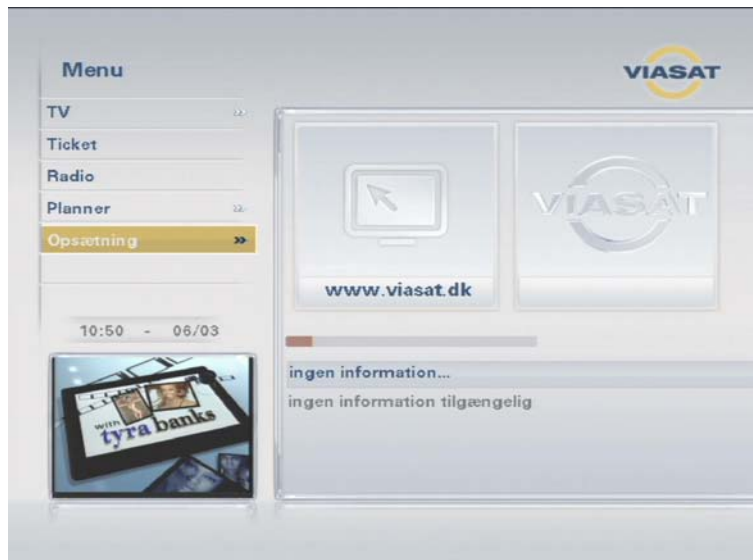 Menu
VIASAT
TV
Ticket
Radio
Planner
Opsætning
VIASAT
www.viasat.dk
10:50 - 06/03
ingen information...
ingen information tilgængelig
with
tyra banks